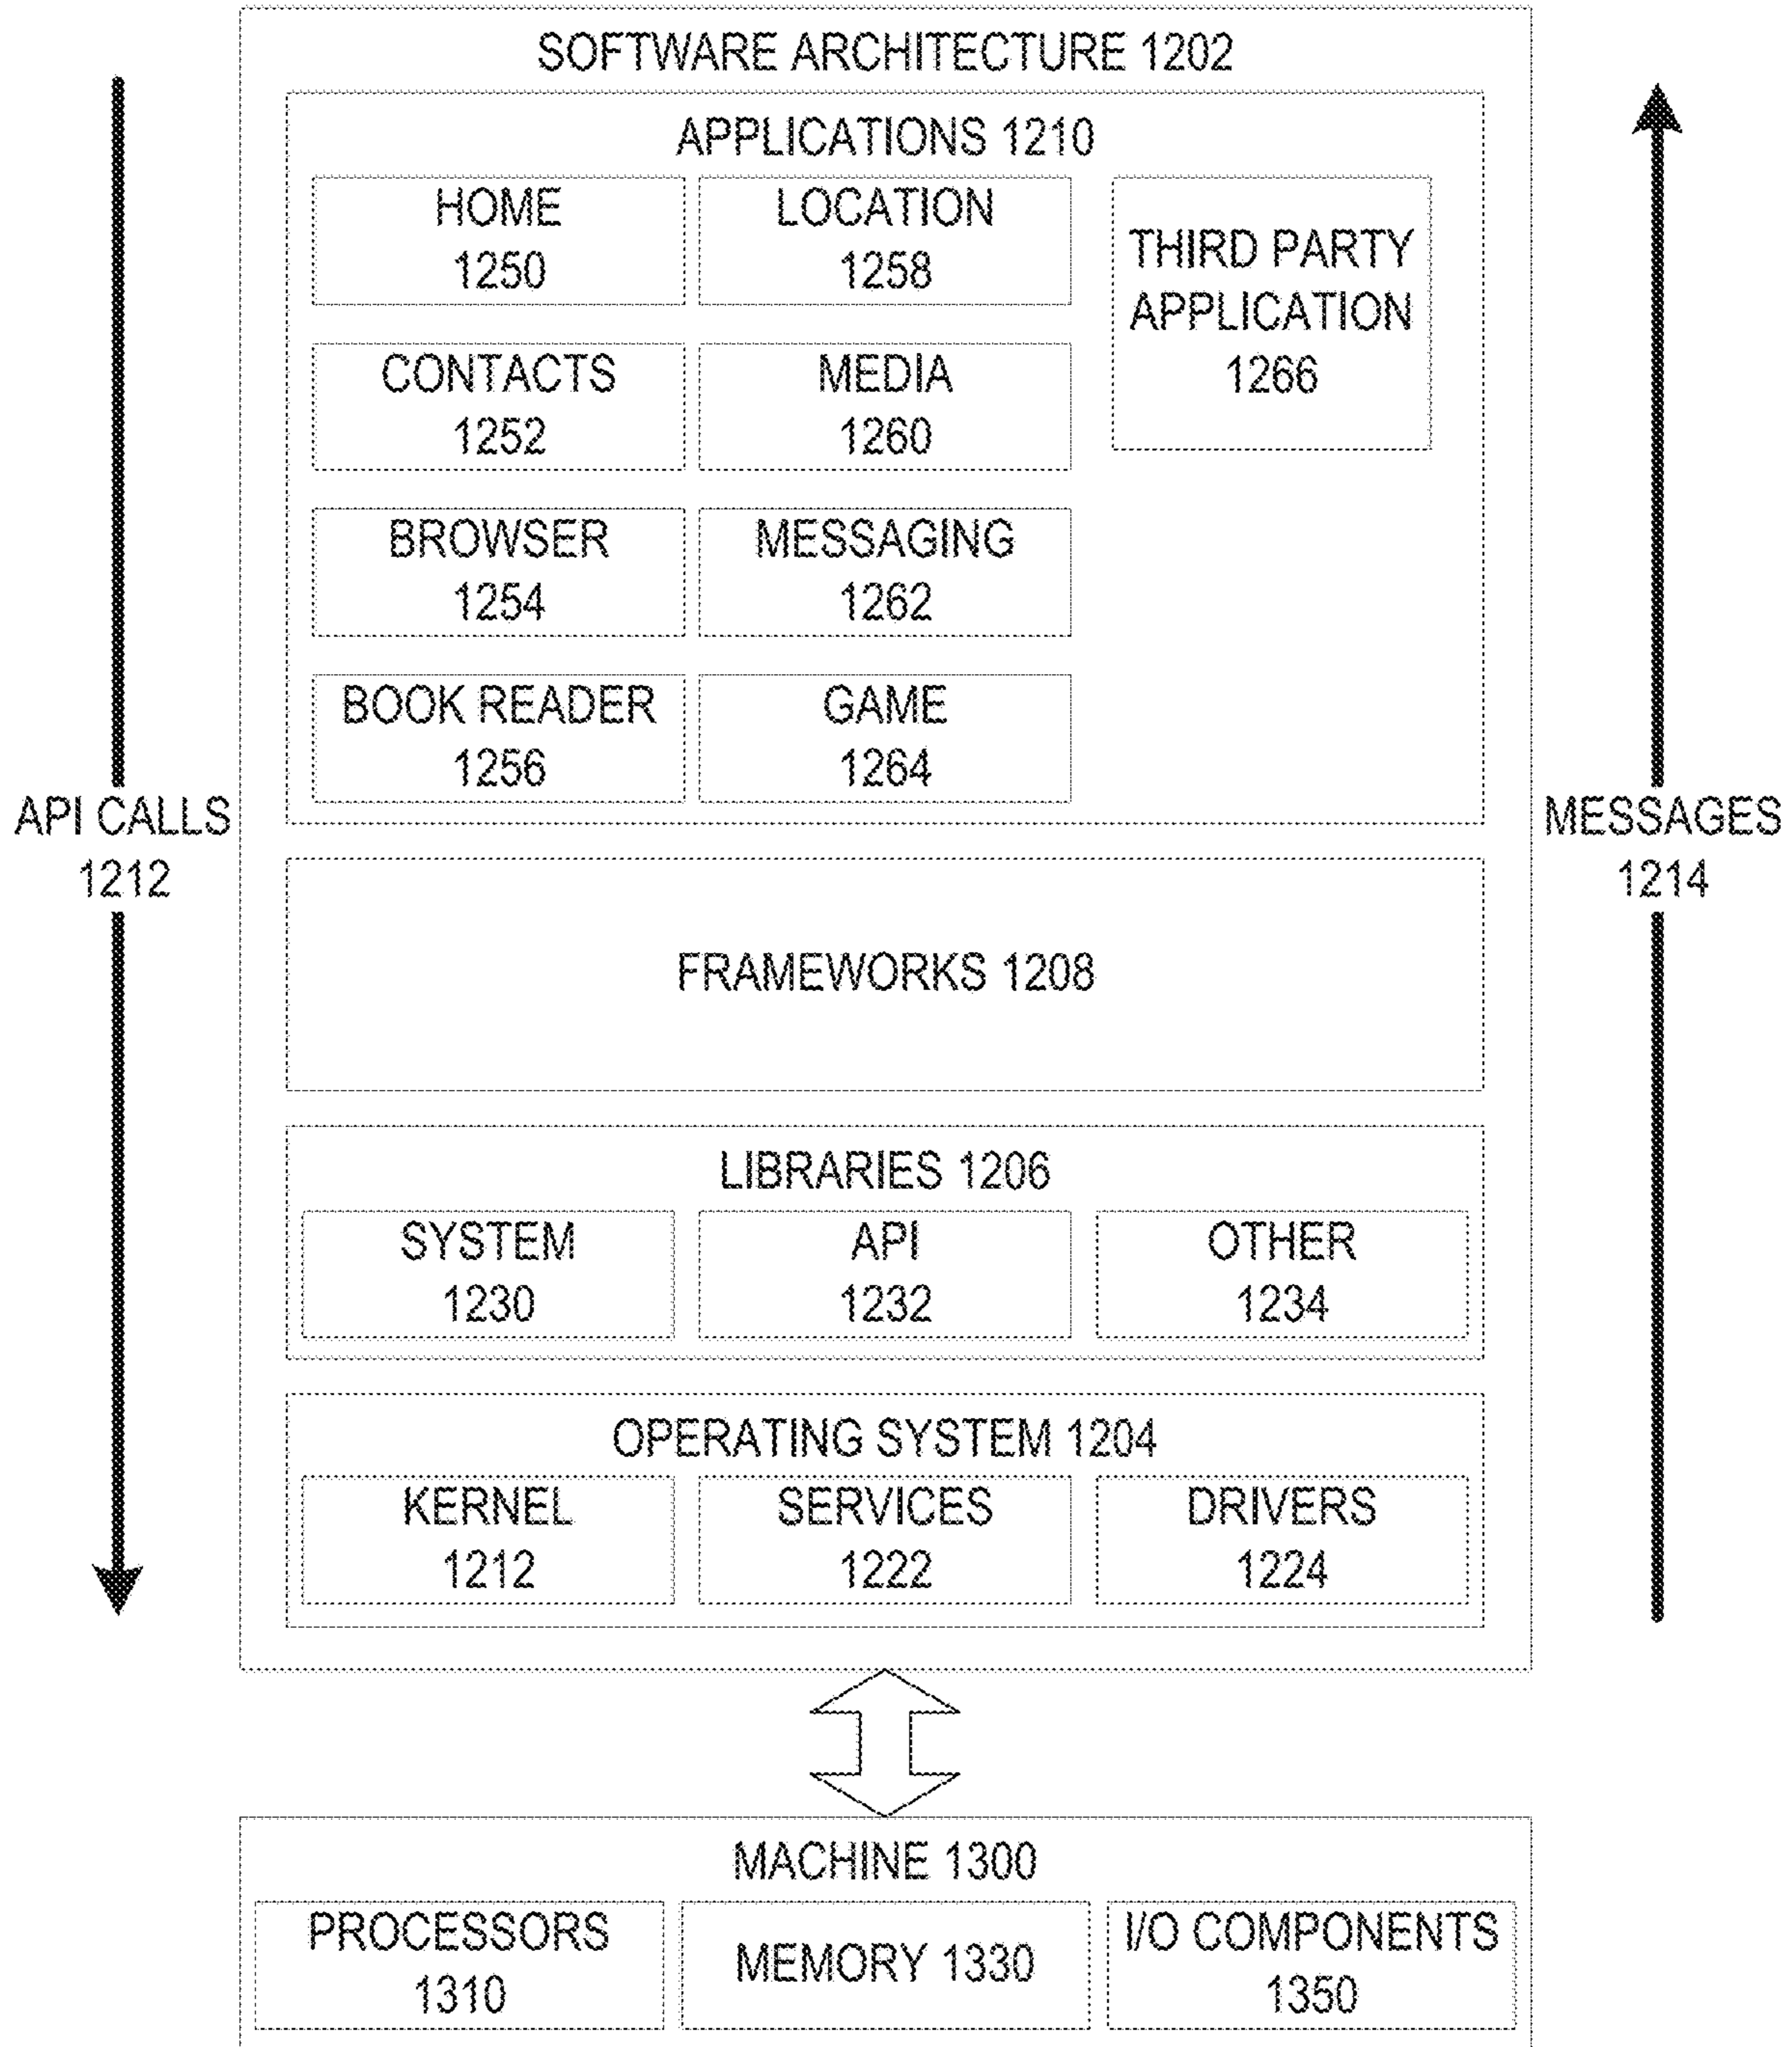 SOFTWARE ARCHITECTURE 1202
APPLICATIONS 1210
HOME
1250
LOCATION
1258
THIRD PARTY
APPLICATION
1266
CONTACTS
1252
MEDIA
1260
BROWSER
1254
MESSAGING
1262
BOOK READER
1256
GAME
1264
API CALLS
1212
MESSAGES
1214
FRAMEWORKS 1208
LIBRARIES 1206
SYSTEM
1230
API
1232
OTHER
1234
OPERATING SYSTEM 1204
KERNEL
1212
SERVICES
1222
DRIVERS
1224
MACHINE 1300
PROCESSORS
1310
MEMORY 1330
I/O COMPONENTS
1350